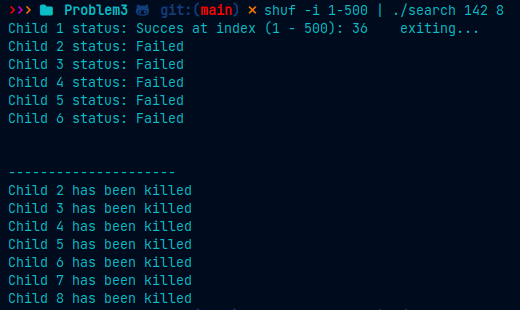 >>> Problem3 git:(main) × shuf -i 1-500 | ./search 142 8
Child 1 status: Succes at index (1 - 500): 36    exiting...
Child 2 status: Failed
Child 3 status: Failed
Child 4 status: Failed
Child 5 status: Failed
Child 6 status: Failed
---------------------
Child 2 has been killed
Child 3 has been killed
Child 4 has been killed
Child 5 has been killed
Child 6 has been killed
Child 7 has been killed
Child 8 has been killed